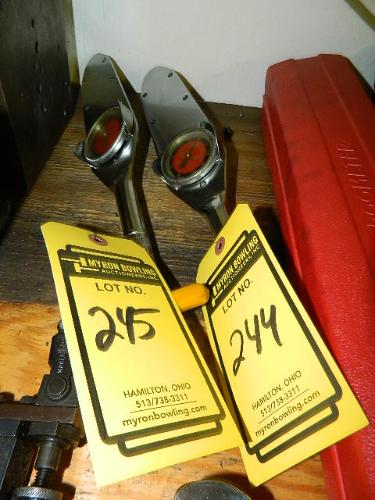 MYRON BOWLING
AUCTIONEERS, INC.
LOT NO.
245
HAMILTON, OHIO
513/738-3311
myronbowling.com
MYRON BOWLING
AUCTIONEERS, INC.
LOT NO.
244
HAMILTON, OHIO
513/738-3311
myronbowling.com